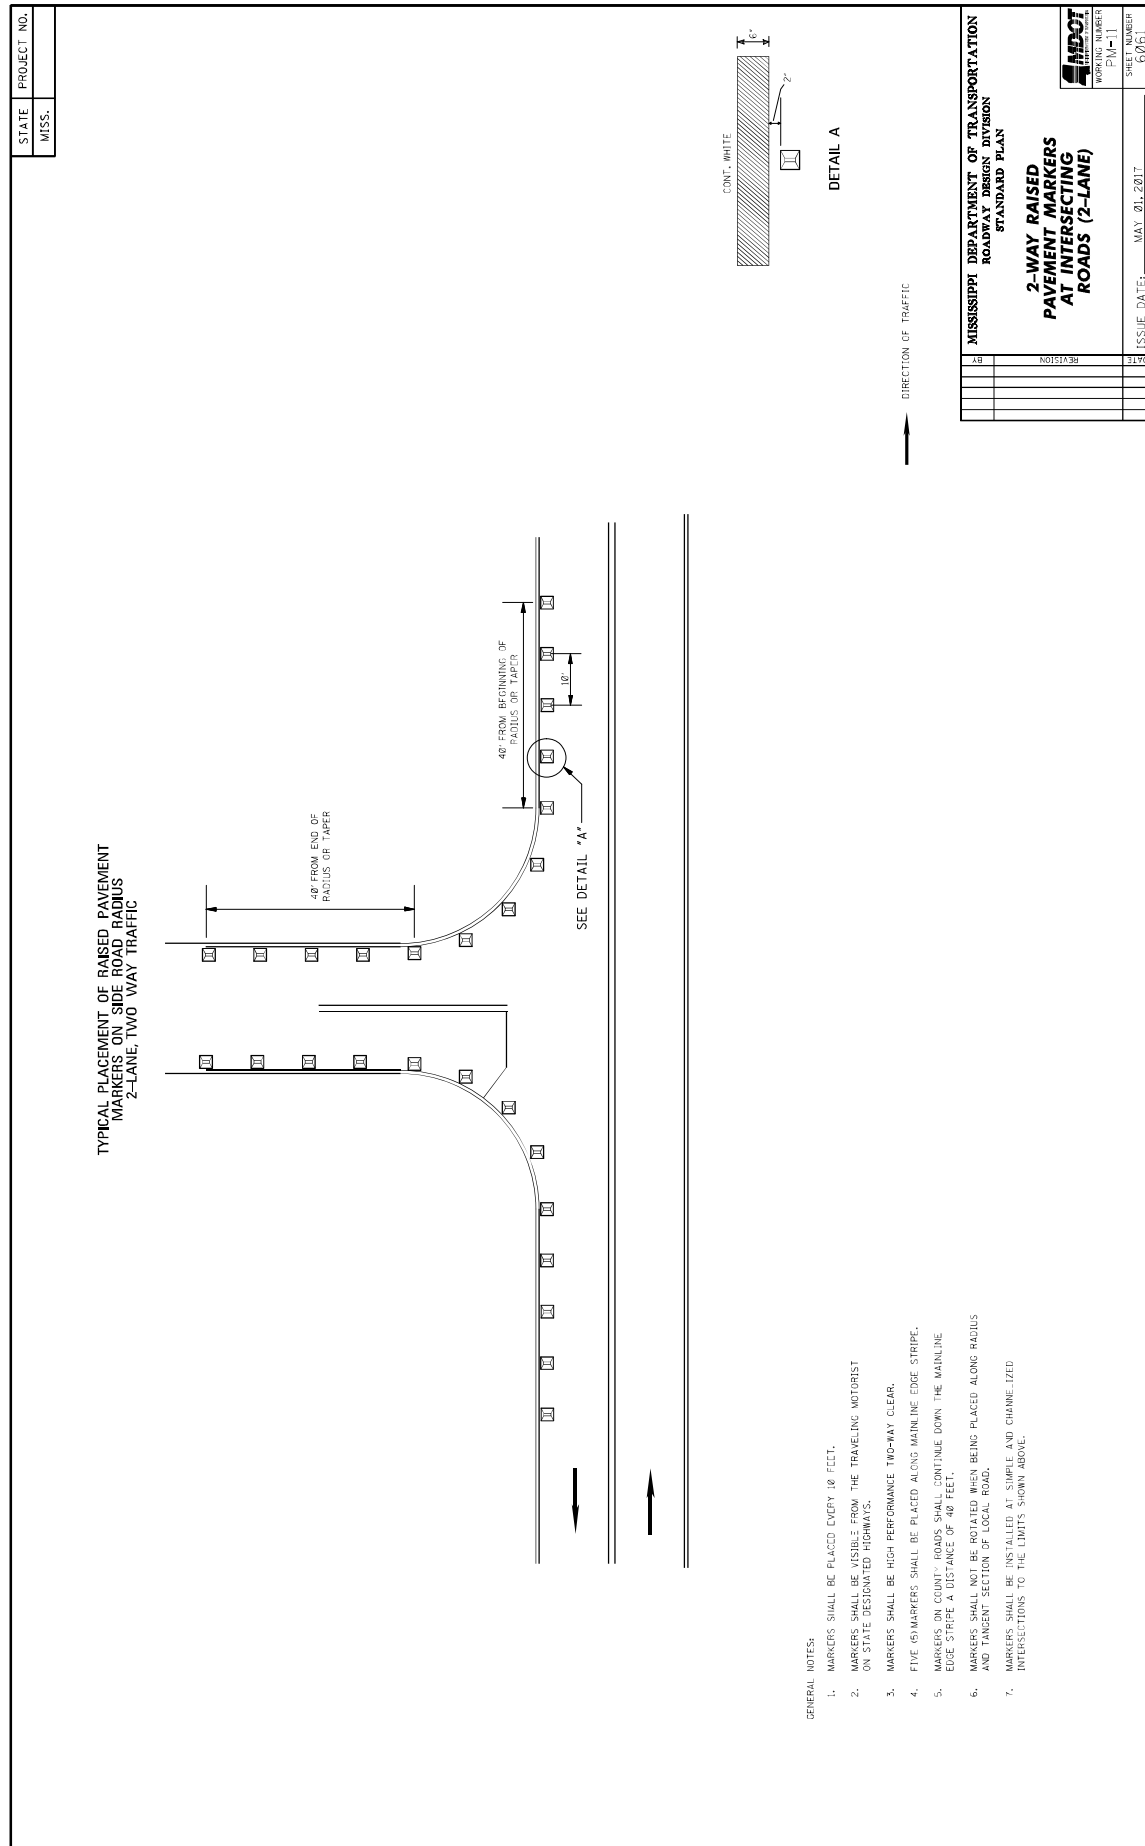 STATE PROJECT NO.
MISS.
TYPICAL PLACEMENT OF RAISED PAVEMENT
MARKERS ON SIDE ROAD RADIUS
2-LANE, TWO WAY TRAFFIC
40' FROM END OF
RADIUS OR TAPER
40' FROM BEGINNING OF
RADIUS OR TAPER
10'
SEE DETAIL "A"
CONT. WHITE
6"
2"
DETAIL A
DIRECTION OF TRAFFIC
GENERAL NOTES:
1. MARKERS SHALL BE PLACED EVERY 10 FEET.
2. MARKERS SHALL BE VISIBLE FROM THE TRAVELING MOTORIST
ON STATE DESIGNATED HIGHWAYS.
3. MARKERS SHALL BE HIGH PERFORMANCE TWO-WAY CLEAR.
4. FIVE (5) MARKERS SHALL BE PLACED ALONG MAINLINE EDGE STRIPE.
5. MARKERS ON COUNTY ROADS SHALL CONTINUE DOWN THE MAINLINE
EDGE STRIPE A DISTANCE OF 40 FEET.
6. MARKERS SHALL NOT BE ROTATED WHEN BEING PLACED ALONG RADIUS
AND TANGENT SECTION OF LOCAL ROAD.
7. MARKERS SHALL BE INSTALLED AT SIMPLE AND CHANNELIZED
INTERSECTIONS TO THE LIMITS SHOWN ABOVE.
BY
REVISION
DATE
MISSISSIPPI DEPARTMENT OF TRANSPORTATION
ROADWAY DESIGN DIVISION
STANDARD PLAN
2-WAY RAISED
PAVEMENT MARKERS
AT INTERSECTING
ROADS (2-LANE)
ISSUE DATE: MAY 01, 2017
MDOT
WORKING NUMBER
PM-11
SHEET NUMBER
6061